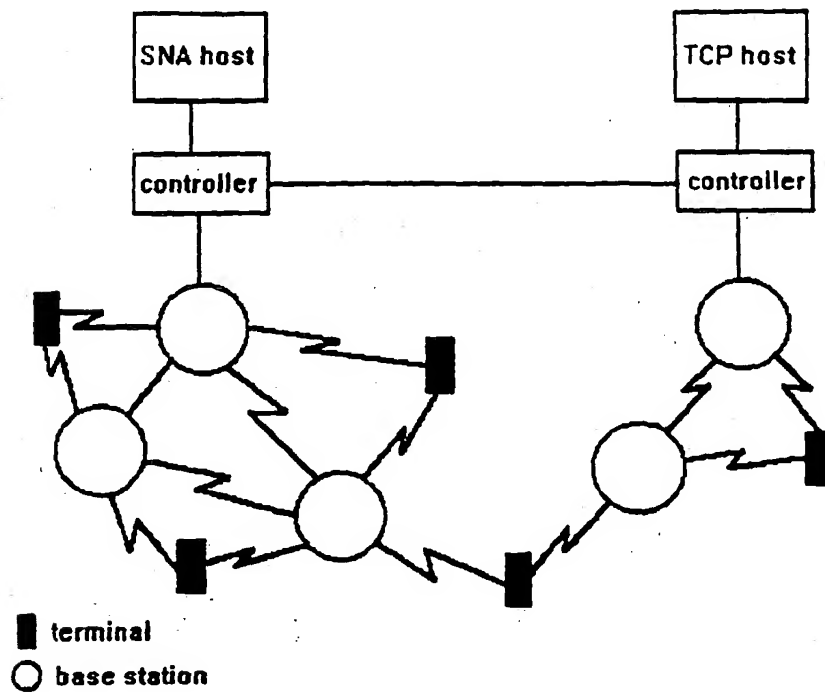 SNA host
TCP host
controller
controller
terminal
base station